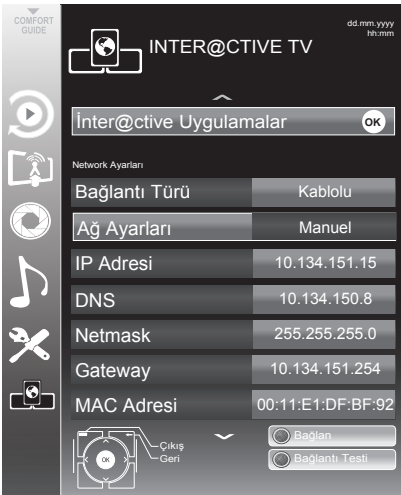 COMFORT
GUIDE
INTER@CTIVE TV
dd.mm.yyyy
hh:mm
İnter@ctive Uygulamalar OK
Network Ayarları
Bağlantı Türü Kablolu
Ağ Ayarları Manuel
IP Adresi 10.134.151.15
DNS 10.134.150.8
Netmask 255.255.255.0
Gateway 10.134.151.254
MAC Adresi 00:11:E1:DF:BF:92
OK
Çıkış
Geri
Bağlan
Bağlantı Testi